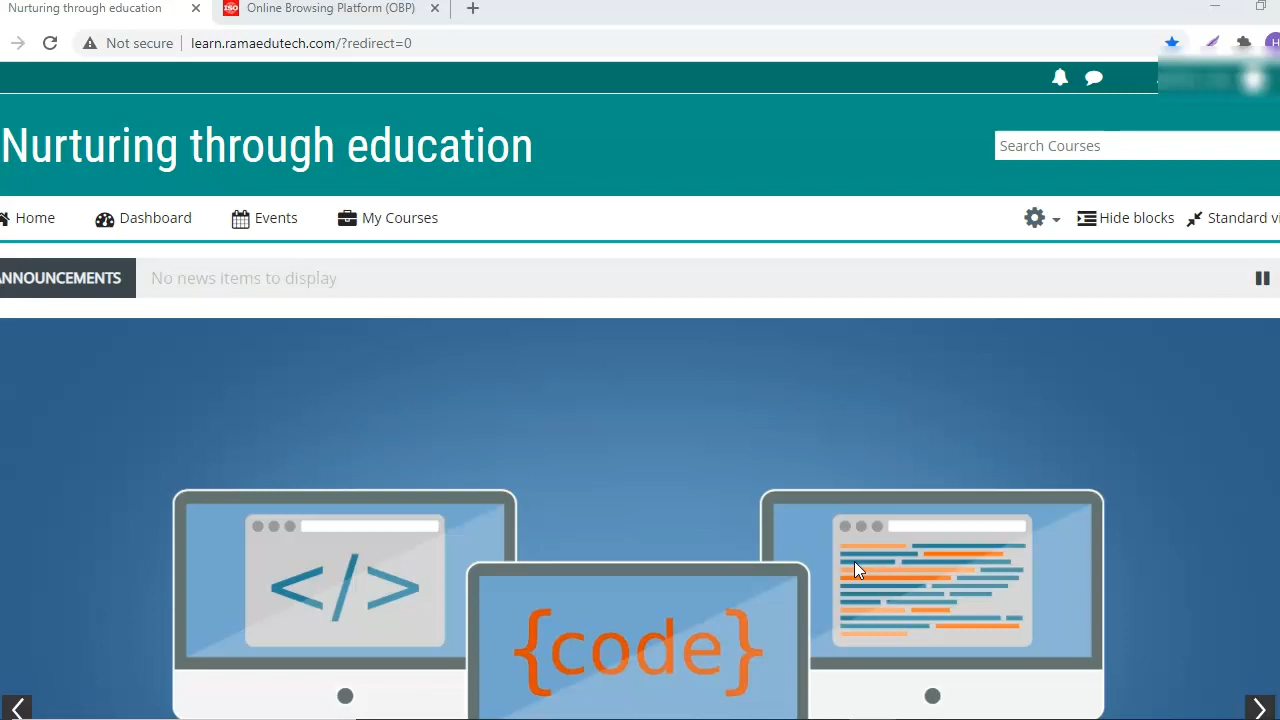 Nurturing through education
ISO Online Browsing Platform (OBP)
Not secure learn.ramaedutech.com/?redirect=0
H
Nurturing through education
Search Courses
Home Dashboard Events My Courses Hide blocks Standard vi
ANNOUNCEMENTS No news items to display
</>
{code}